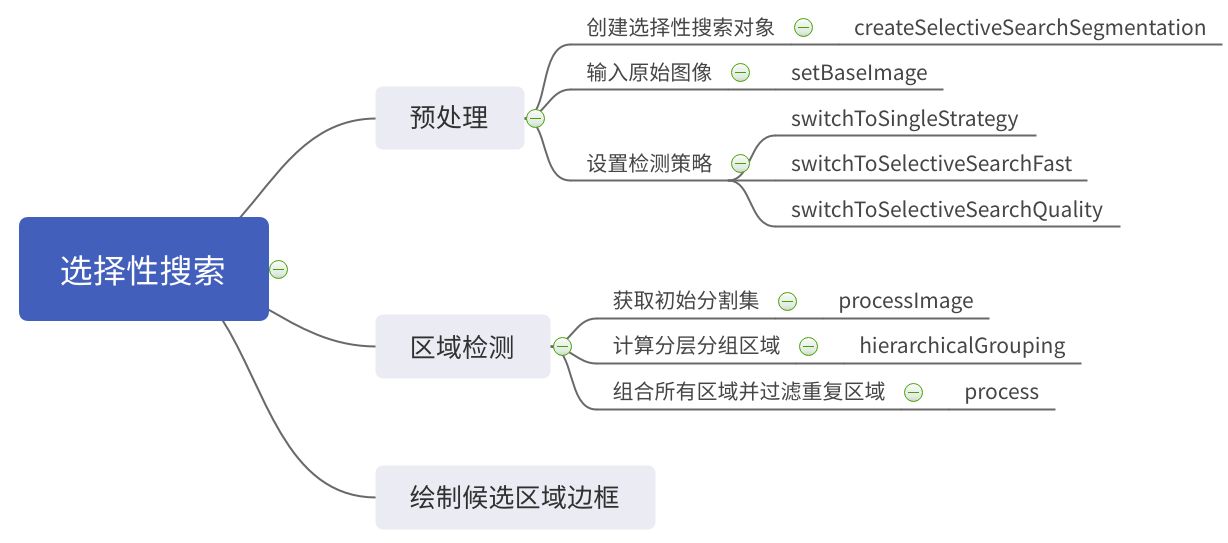 选择性搜索
预处理
创建选择性搜索对象
createSelectiveSearchSegmentation
输入原始图像
setBaseImage
设置检测策略
switchToSingleStrategy
switchToSelectiveSearchFast
switchToSelectiveSearchQuality
区域检测
获取初始分割集
processImage
计算分层分组区域
hierarchicalGrouping
组合所有区域并过滤重复区域
process
绘制候选区域边框